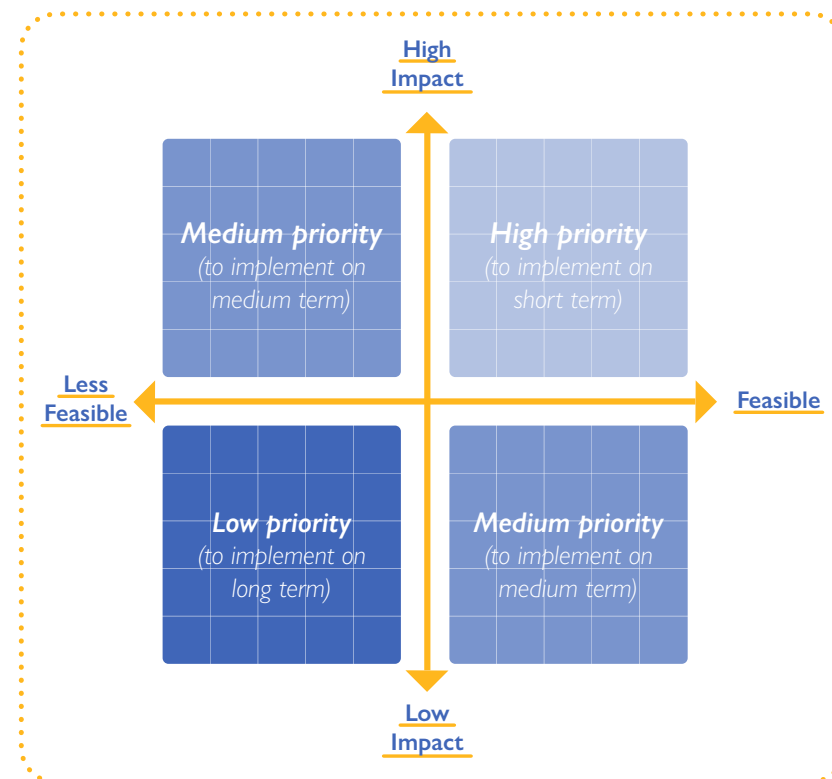 High
Impact
Medium priority
(to implement on
medium term)
High priority
(to implement on
short term)
Less
Feasible
Feasible
Low priority
(to implement on
long term)
Medium priority
(to implement on
medium term)
Low
Impact